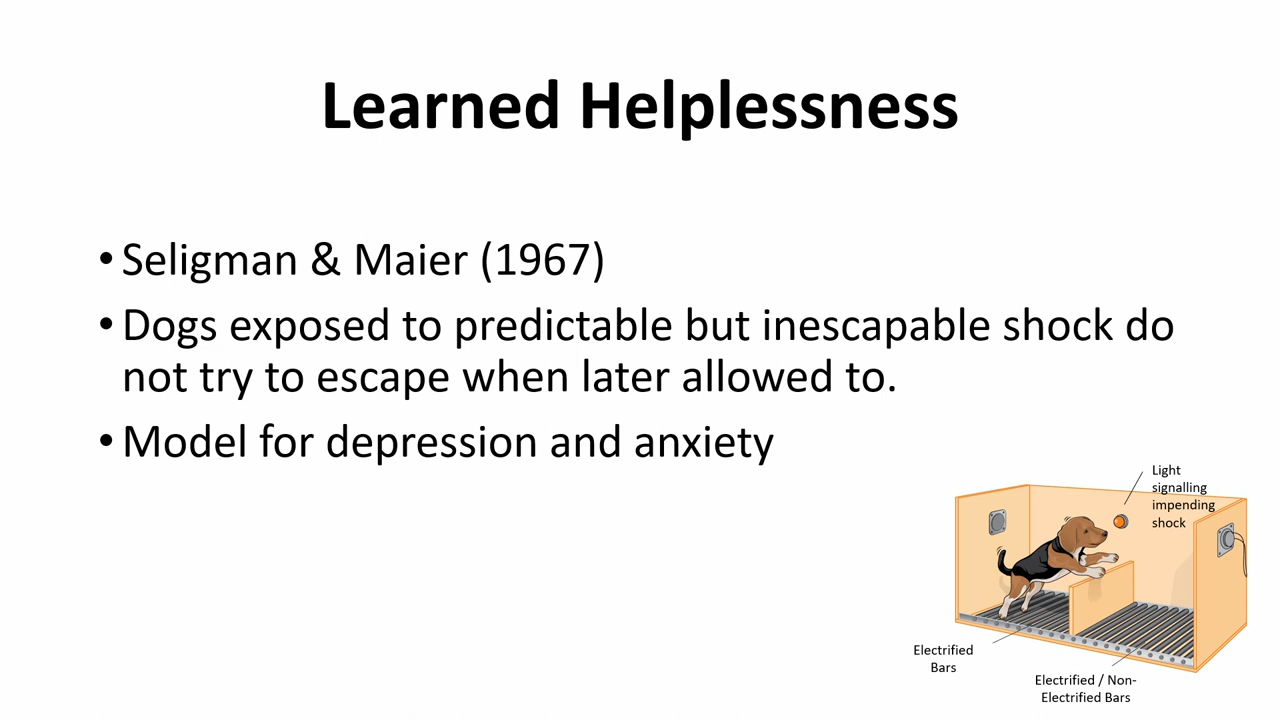 Learned Helplessness
• Seligman & Maier (1967)
• Dogs exposed to predictable but inescapable shock do
not try to escape when later allowed to.
• Model for depression and anxiety
Light
signalling
impending
shock
Electrified
Bars
Electrified / Non-
Electrified Bars